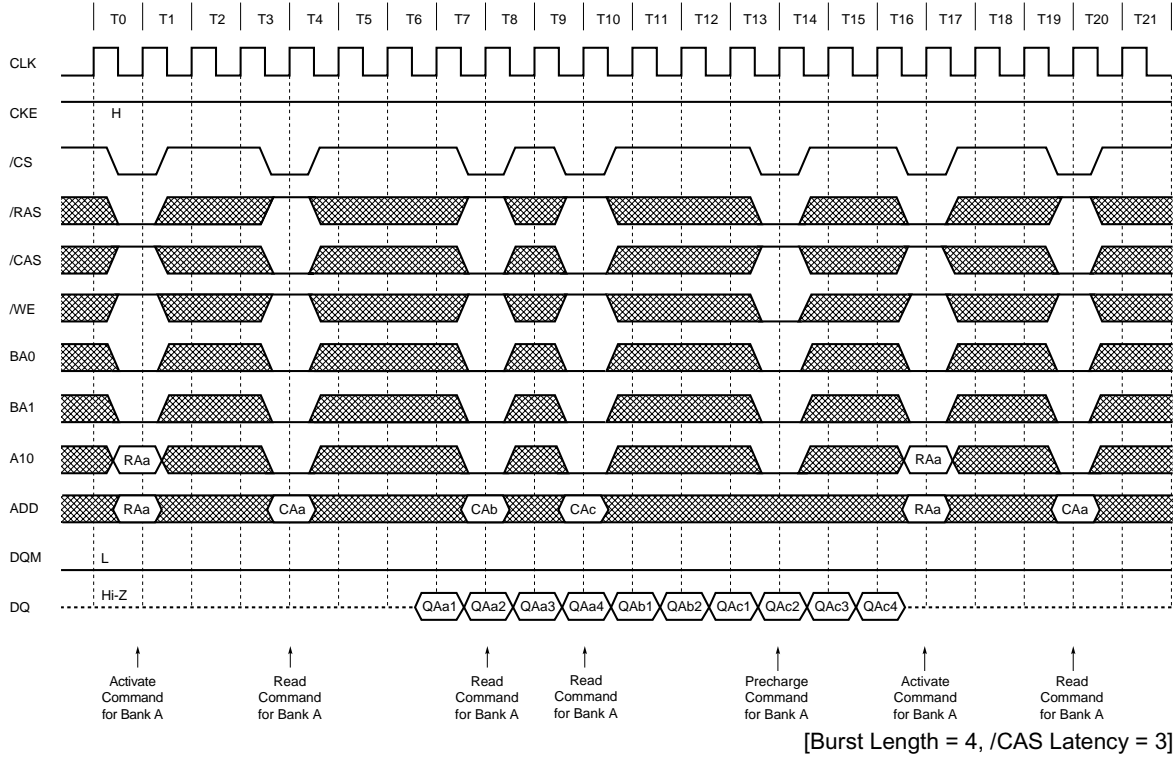 T0 T1 T2 T3 T4 T5 T6 T7 T8 T9 T10 T11 T12 T13 T14 T15 T16 T17 T18 T19 T20 T21
CLK
CKE H
/CS
/RAS
/CAS
/WE
BA0
BA1
A10 RAa RAa
ADD RAa CAa CAb CAc RAa CAa
DQM L
DQ Hi-Z QAa1 QAa2 QAa3 QAa4 QAb1 QAb2 QAc1 QAc2 QAc3 QAc4
Activate
Command
for Bank A
Read
Command
for Bank A
Read
Command
for Bank A
Read
Command
for Bank A
Precharge
Command
for Bank A
Activate
Command
for Bank A
Read
Command
for Bank A
[Burst Length = 4, /CAS Latency = 3]